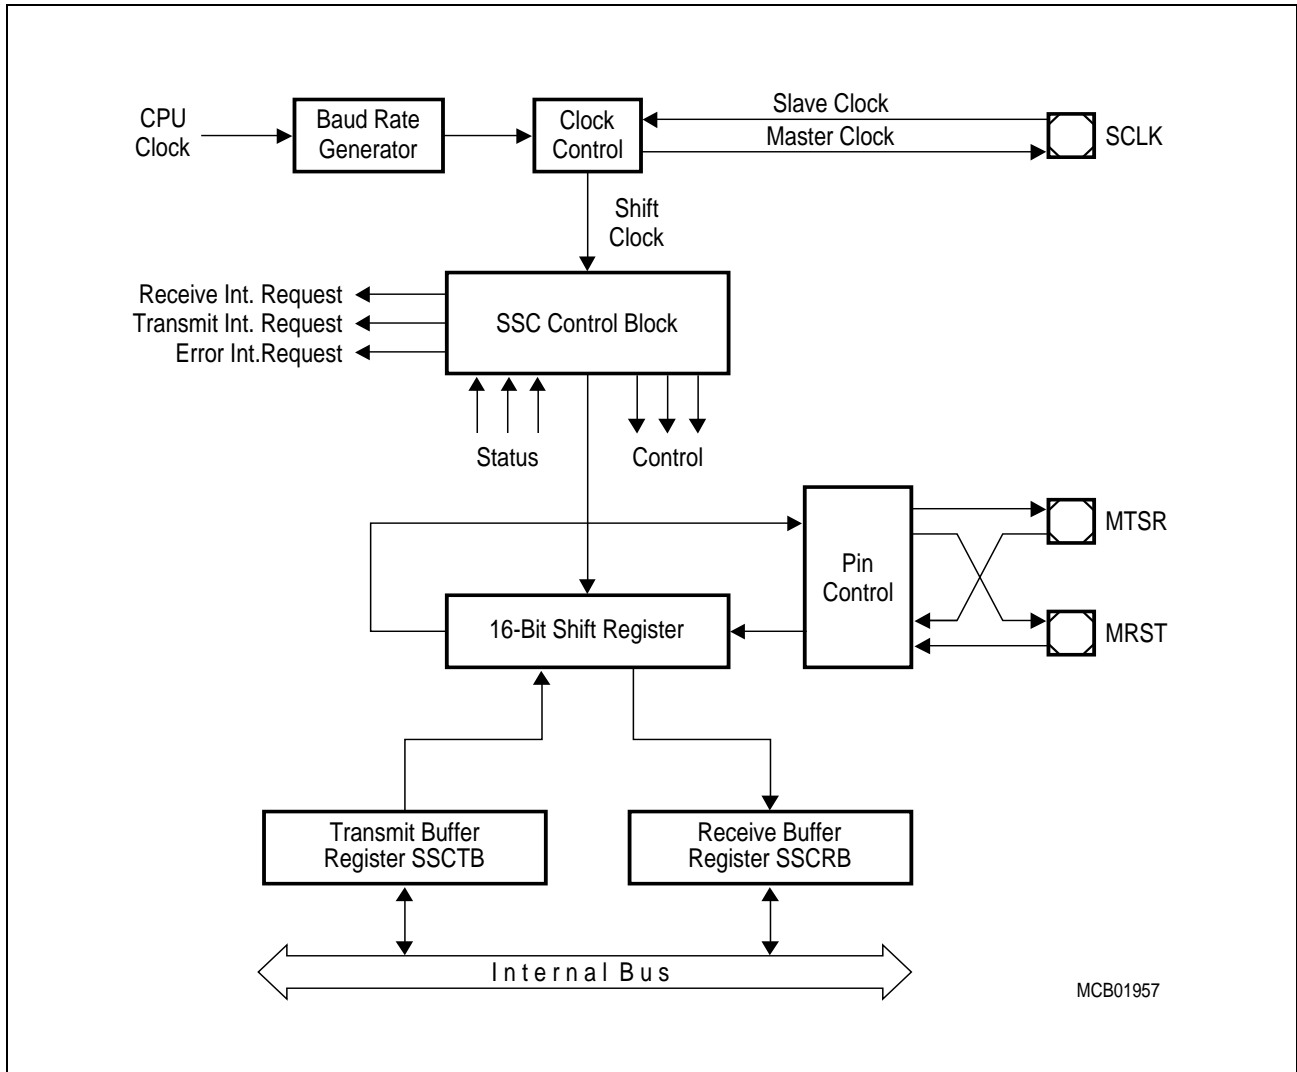 CPU
Clock
Baud Rate
Generator
Clock
Control
Slave Clock
Master Clock
SCLK
Shift
Clock
Receive Int. Request
Transmit Int. Request
Error Int.Request
SSC Control Block
Status
Control
Pin
Control
MTSR
MRST
16-Bit Shift Register
Transmit Buffer
Register SSCTB
Receive Buffer
Register SSCRB
Internal Bus
MCB01957